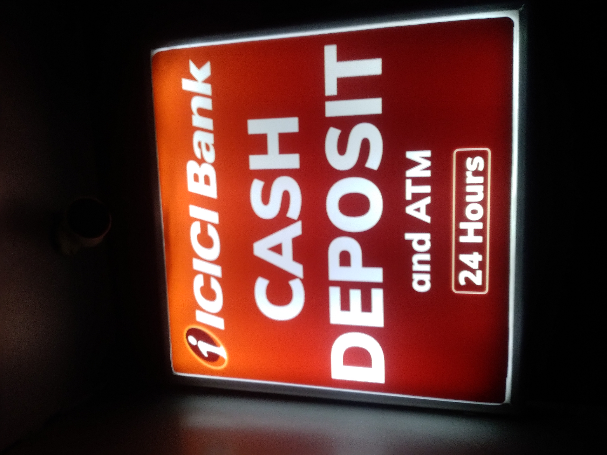 ICICI Bank
CASH
DEPOSIT
and ATM
24 Hours